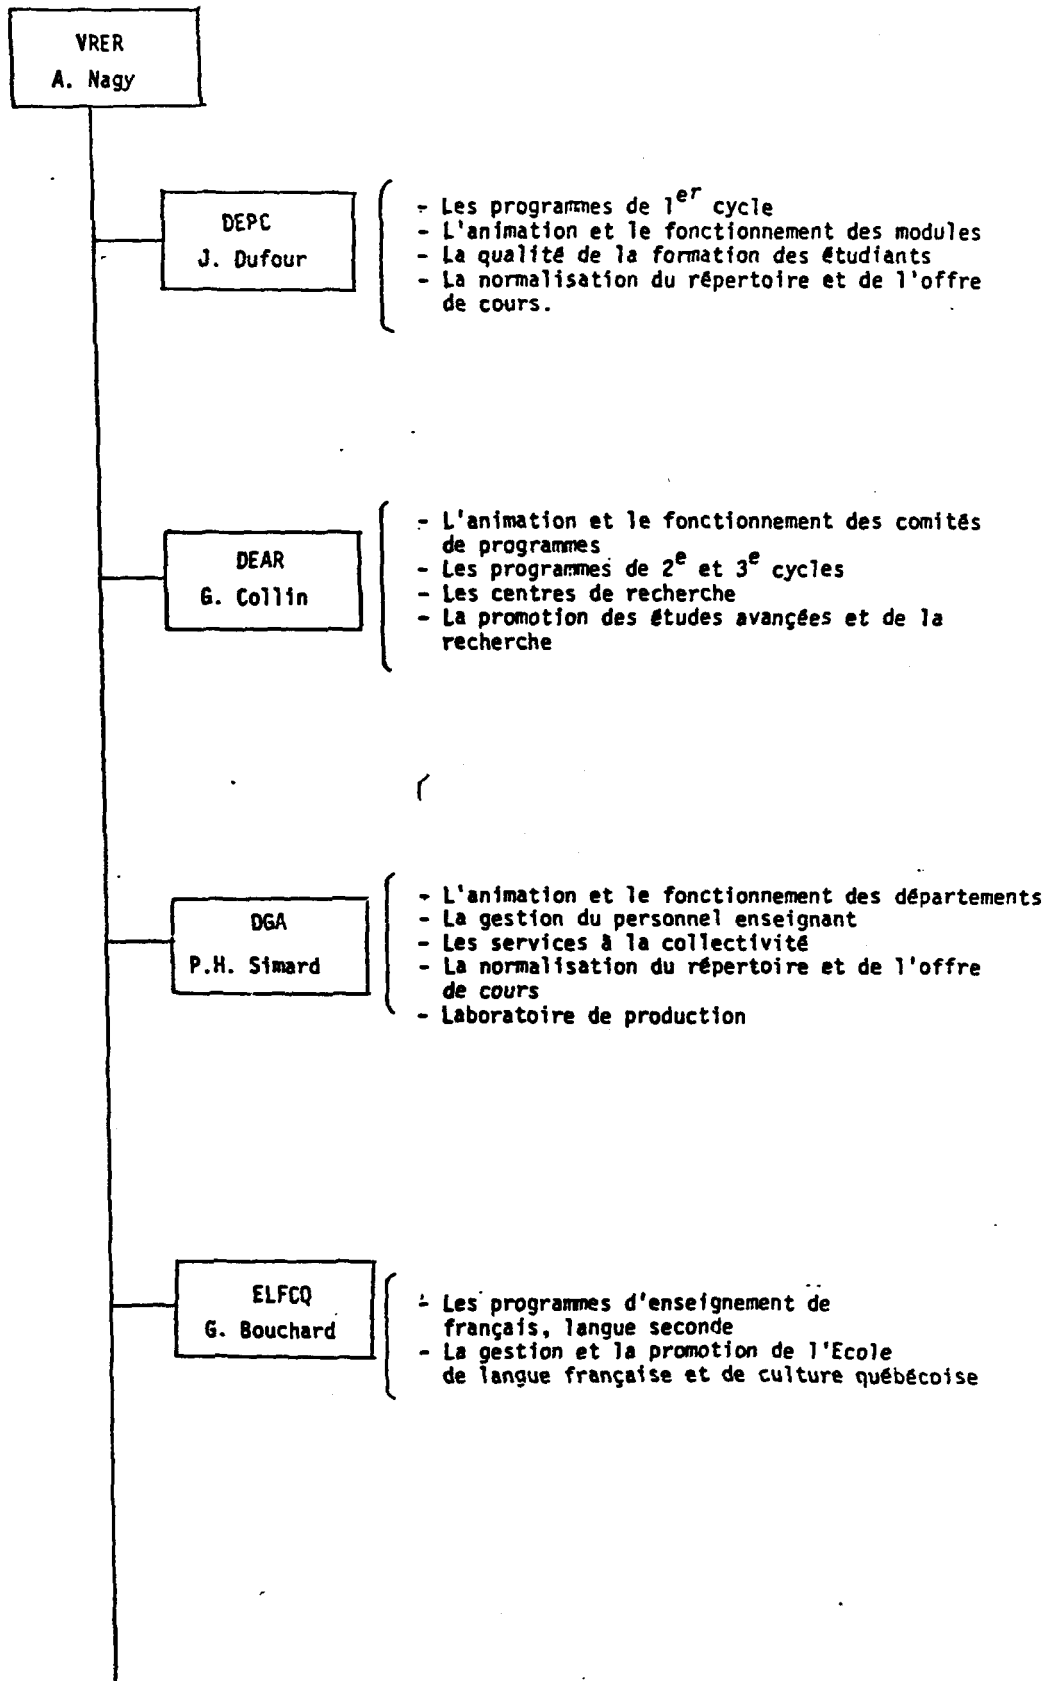 VRER
A. Nagy
DEPC
J. Dufour
- Les programmes de 1er cycle
- L'animation et le fonctionnement des modules
- La qualité de la formation des étudiants
- La normalisation du répertoire et de l'offre
de cours.
DEAR
G. Collin
- L'animation et le fonctionnement des comités
de programmes
- Les programmes de 2e et 3e cycles
- Les centres de recherche
- La promotion des études avançées et de la
recherche
DGA
P.H. Simard
- L'animation et le fonctionnement des départements
- La gestion du personnel enseignant
- Les services à la collectivité
- La normalisation du répertoire et de l'offre
de cours
- Laboratoire de production
ELFCQ
G. Bouchard
- Les programmes d'enseignement de
français, langue seconde
- La gestion et la promotion de l'Ecole
de langue française et de culture québécoise